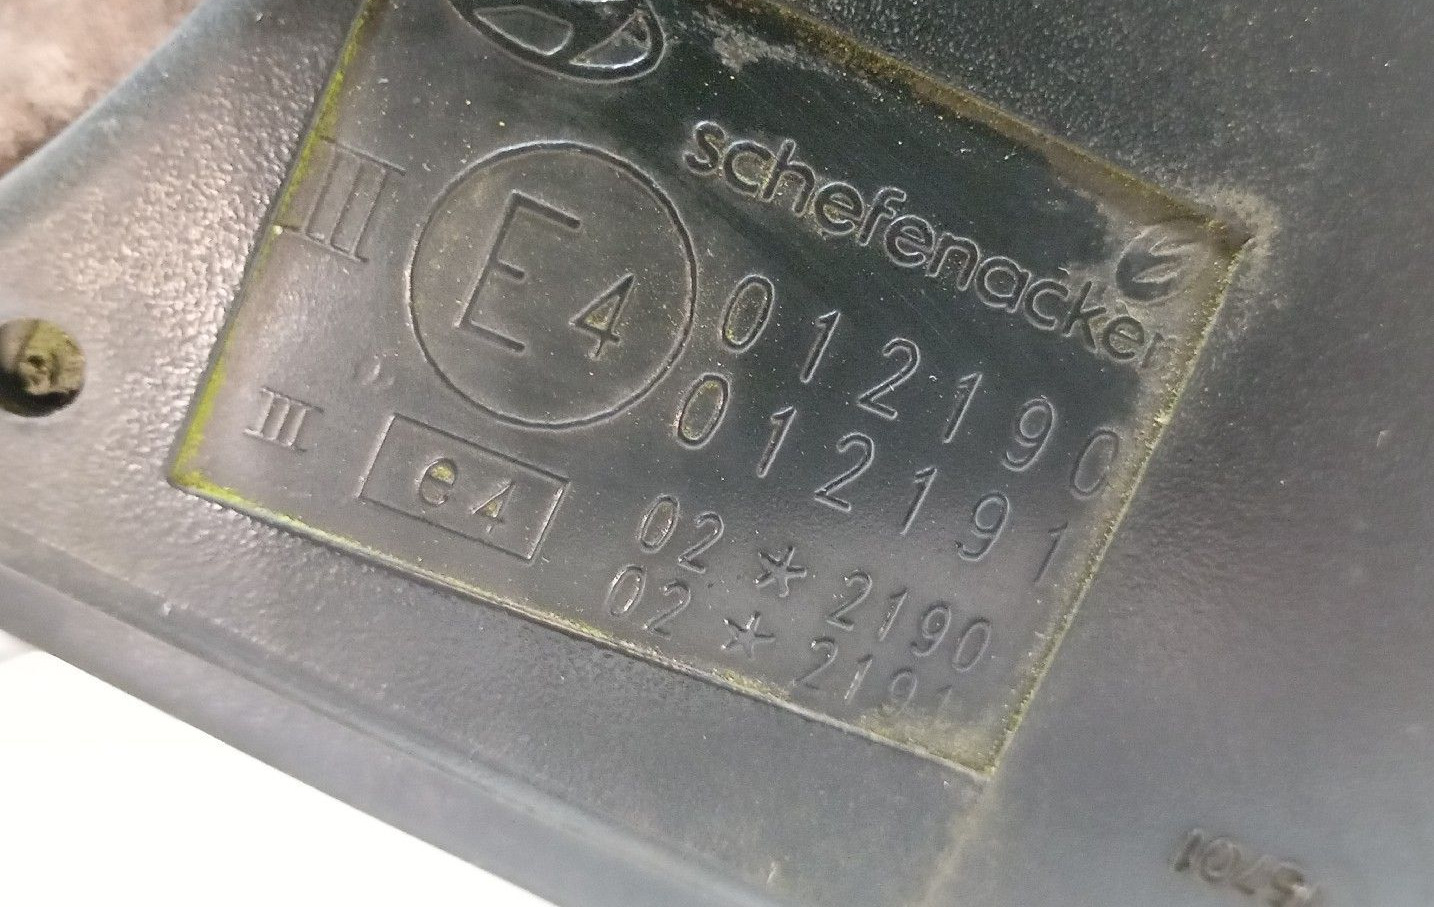 schefenacker
III E4 012190
012191
III e4 02 * 2190
02 * 2191